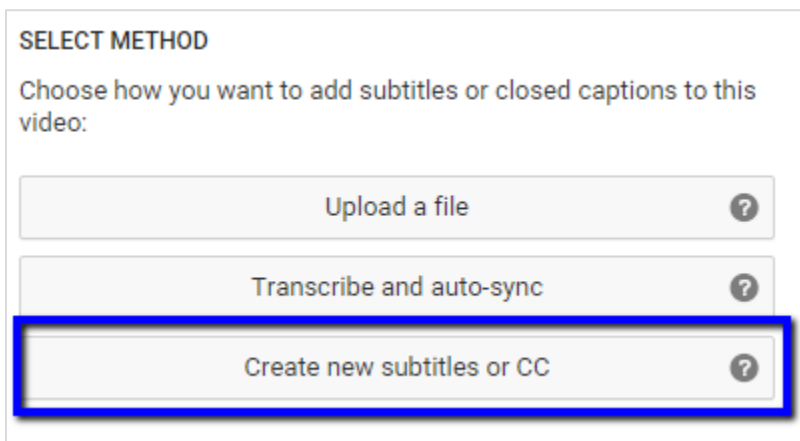 SELECT METHOD
Choose how you want to add subtitles or closed captions to this
video:
Upload a file ?
Transcribe and auto-sync ?
Create new subtitles or CC ?